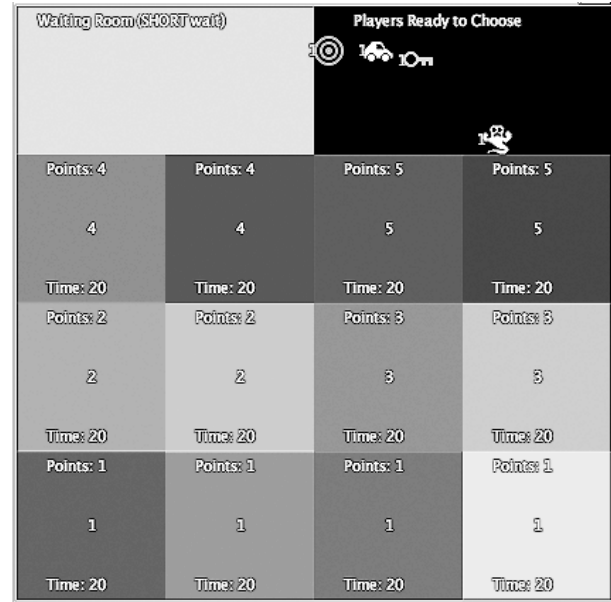 Waiting Room (SHORT wait)
Players Ready to Choose
1 1 1
1
Points: 4 Points: 4 Points: 5 Points: 5
4 4 5 5
Time: 20 Time: 20 Time: 20 Time: 20
Points: 2 Points: 2 Points: 3 Points: 3
2 2 3 3
Time: 20 Time: 20 Time: 20 Time: 20
Points: 1 Points: 1 Points: 1 Points: 1
1 1 1 1
Time: 20 Time: 20 Time: 20 Time: 20